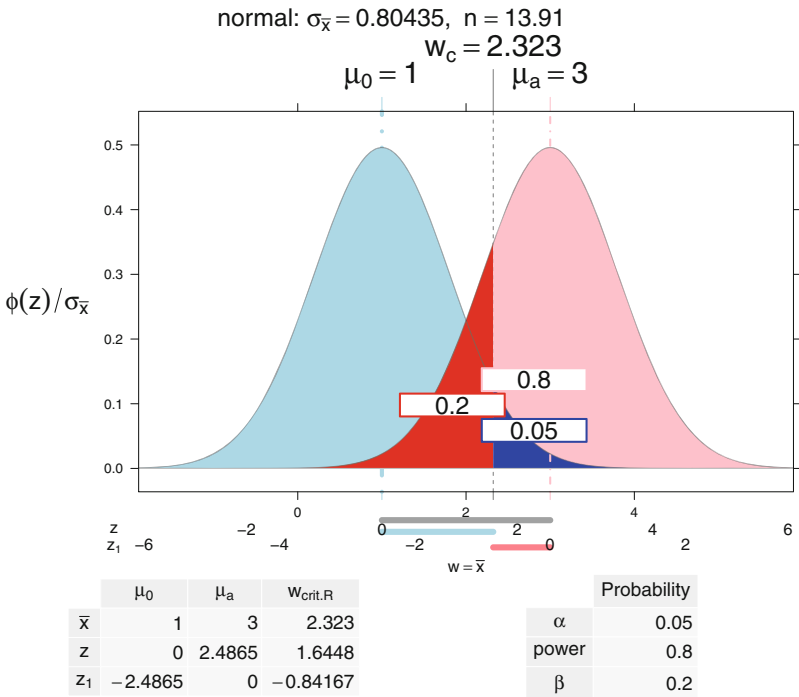 normal: σx̅ = 0.80435, n = 13.91
wc = 2.323
μ0 = 1 μa = 3
0.5
0.4
0.3
0.2
0.1
0.0
ϕ(z)/σx̅
0.8
0.2
0.05
0 2 4 6
z −2 0 2 4
z1 −6 −4 −2 0 2
w = x̅
μ0 μa wcrit.R
x̅ 1 3 2.323
z 0 2.4865 1.6448
z1 −2.4865 0 −0.84167
Probability
α 0.05
power 0.8
β 0.2